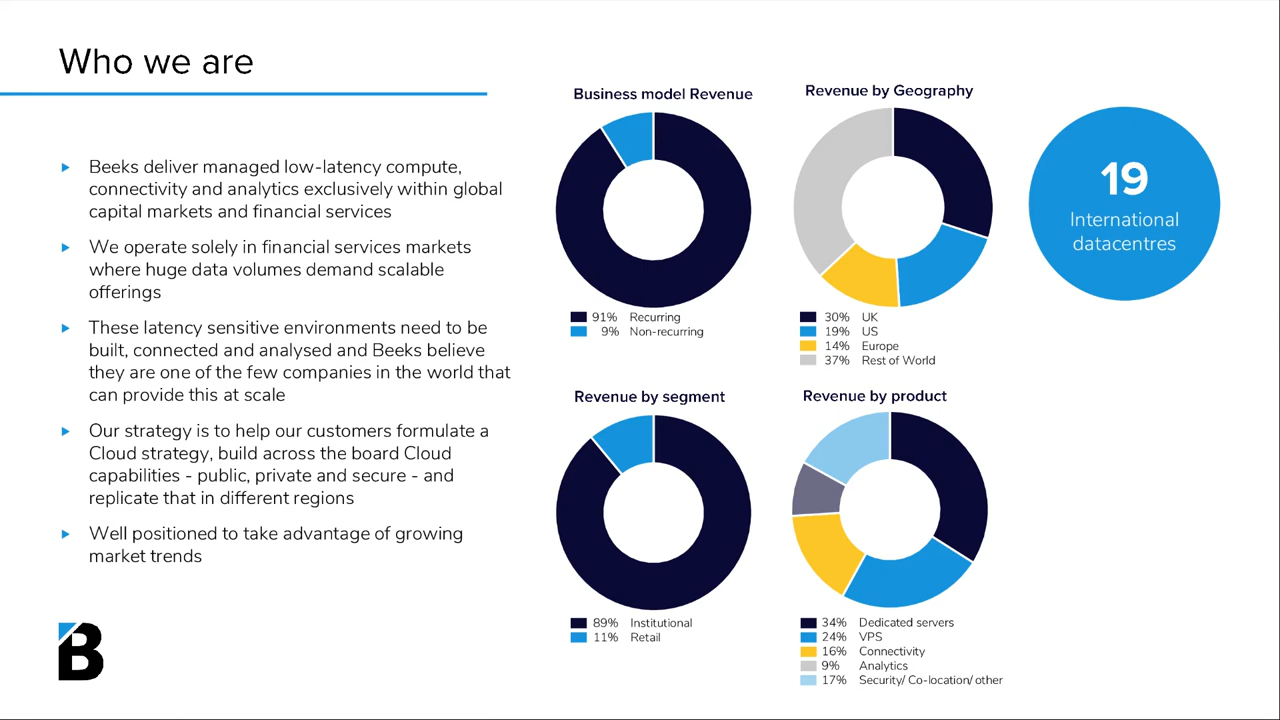 Who we are
Beeks deliver managed low-latency compute,
connectivity and analytics exclusively within global
capital markets and financial services
We operate solely in financial services markets
where huge data volumes demand scalable
offerings
These latency sensitive environments need to be
built, connected and analysed and Beeks believe
they are one of the few companies in the world that
can provide this at scale
Our strategy is to help our customers formulate a
Cloud strategy, build across the board Cloud
capabilities - public, private and secure - and
replicate that in different regions
Well positioned to take advantage of growing
market trends
B
Business model Revenue
91% Recurring
9% Non-recurring
Revenue by Geography
30% UK
19% US
14% Europe
37% Rest of World
19
International
datacentres
Revenue by segment
89% Institutional
11% Retail
Revenue by product
34% Dedicated servers
24% VPS
16% Connectivity
9% Analytics
17% Security/ Co-location/ other